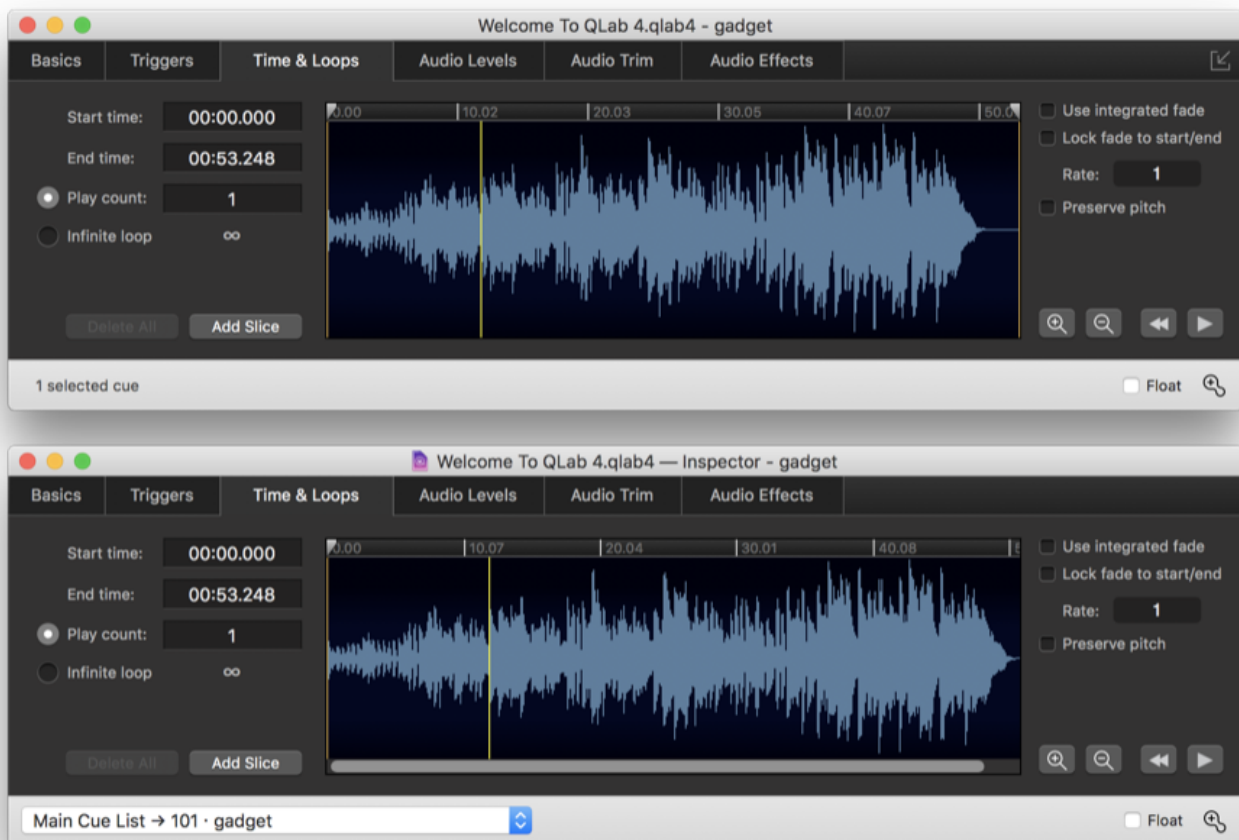 Welcome To QLab 4.qlab4 - gadget
Basics Triggers Time & Loops Audio Levels Audio Trim Audio Effects
Start time: 00:00.000
0.00 10.02 20.03 30.05 40.07 50.0
Use integrated fade
Lock fade to start/end
End time: 00:53.248
Rate: 1
Play count: 1
Preserve pitch
Infinite loop ∞
Delete All Add Slice
1 selected cue
Float
Welcome To QLab 4.qlab4 — Inspector - gadget
Basics Triggers Time & Loops Audio Levels Audio Trim Audio Effects
Start time: 00:00.000
0.00 10.07 20.04 30.01 40.08
Use integrated fade
Lock fade to start/end
End time: 00:53.248
Rate: 1
Play count: 1
Preserve pitch
Infinite loop ∞
Delete All Add Slice
Main Cue List → 101 · gadget
Float